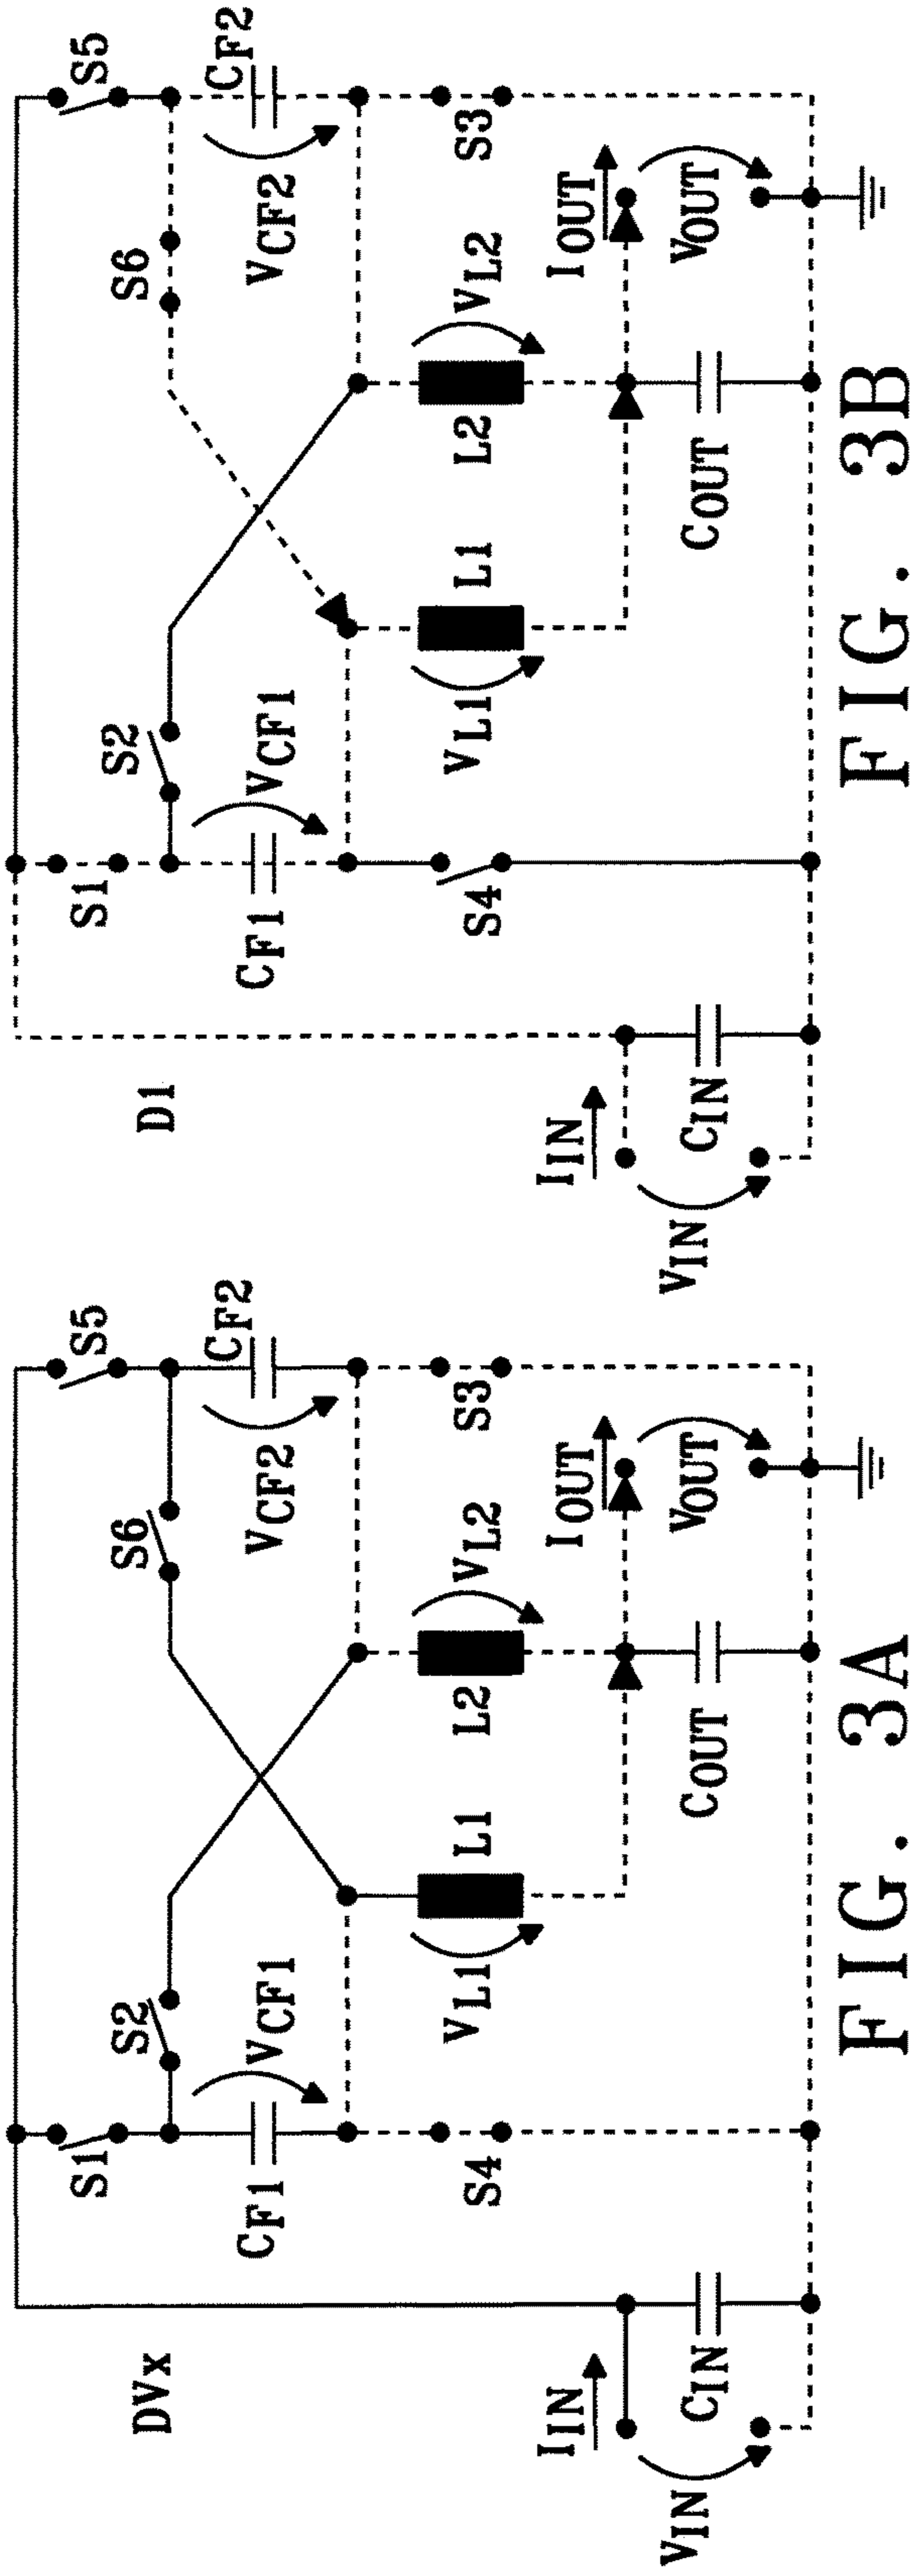 DVx
S1
S2
S6
S5
CF1
VCF1
VCF2
CF2
S4
VL1
L1
L2
VL2
S3
IIN
VIN
CIN
COUT
IOUT
VOUT
FIG. 3A
D1
S1
S2
S6
S5
CF1
VCF1
VCF2
CF2
S4
VL1
L1
L2
VL2
S3
IIN
VIN
CIN
COUT
IOUT
VOUT
FIG. 3B